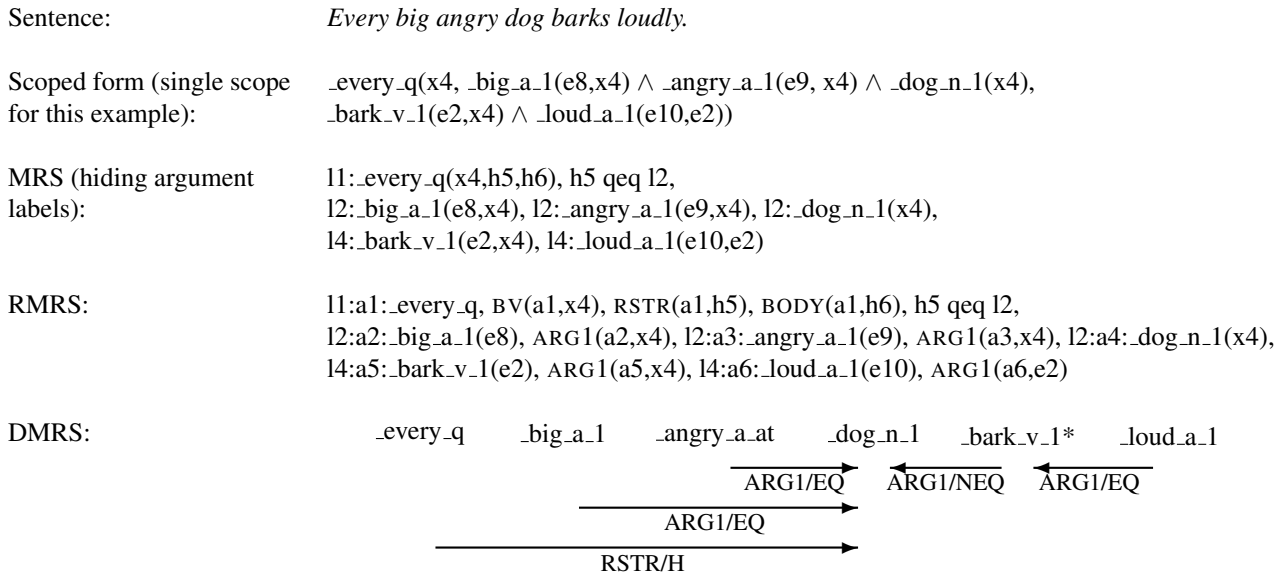 Sentence: Every big angry dog barks loudly.
Scoped form (single scope _every_q(x4, _big_a_1(e8,x4) ∧ _angry_a_1(e9, x4) ∧ _dog_n_1(x4),
for this example): _bark_v_1(e2,x4) ∧ _loud_a_1(e10,e2))
MRS (hiding argument l1:_every_q(x4,h5,h6), h5 qeq l2,
labels): l2:_big_a_1(e8,x4), l2:_angry_a_1(e9,x4), l2:_dog_n_1(x4),
l4:_bark_v_1(e2,x4), l4:_loud_a_1(e10,e2)
RMRS: l1:a1:_every_q, BV(a1,x4), RSTR(a1,h5), BODY(a1,h6), h5 qeq l2,
l2:a2:_big_a_1(e8), ARG1(a2,x4), l2:a3:_angry_a_1(e9), ARG1(a3,x4), l2:a4:_dog_n_1(x4),
l4:a5:_bark_v_1(e2), ARG1(a5,x4), l4:a6:_loud_a_1(e10), ARG1(a6,e2)
DMRS: _every_q _big_a_1 _angry_a_at _dog_n_1 _bark_v_1* _loud_a_1
ARG1/EQ ARG1/NEQ ARG1/EQ
ARG1/EQ
RSTR/H